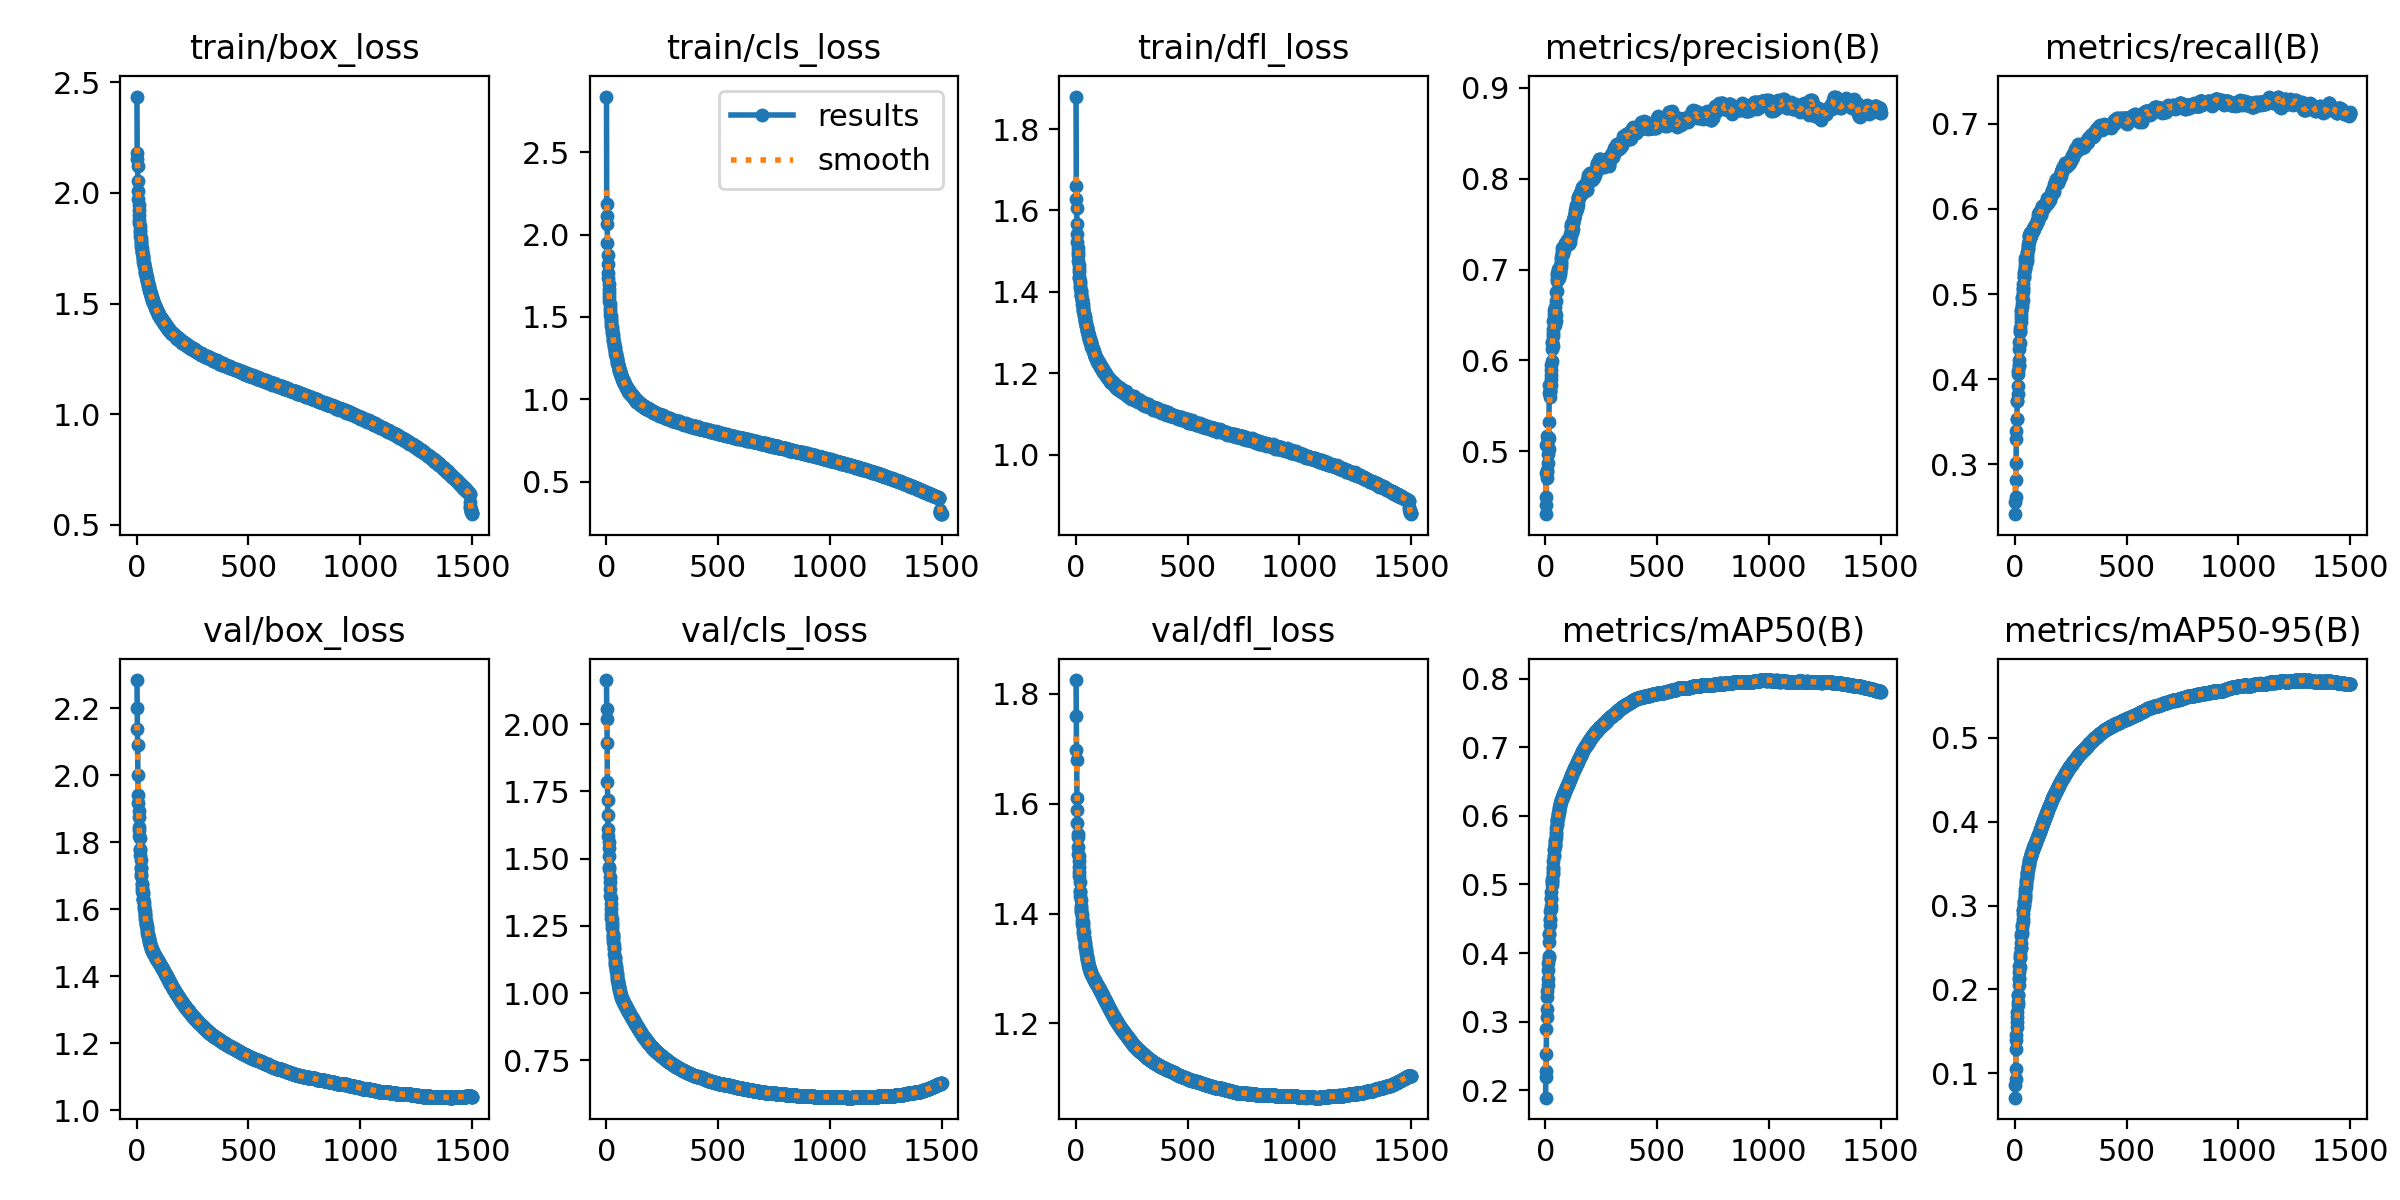 train/box_loss
2.5
2.0
1.5
1.0
0.5
0 500 1000 1500
train/cls_loss
results
smooth
2.5
2.0
1.5
1.0
0.5
0 500 1000 1500
train/dfl_loss
1.8
1.6
1.4
1.2
1.0
0 500 1000 1500
metrics/precision(B)
0.9
0.8
0.7
0.6
0.5
0 500 1000 1500
metrics/recall(B)
0.7
0.6
0.5
0.4
0.3
0 500 1000 1500
val/box_loss
2.2
2.0
1.8
1.6
1.4
1.2
1.0
0 500 1000 1500
val/cls_loss
2.00
1.75
1.50
1.25
1.00
0.75
0 500 1000 1500
val/dfl_loss
1.8
1.6
1.4
1.2
0 500 1000 1500
metrics/mAP50(B)
0.8
0.7
0.6
0.5
0.4
0.3
0.2
0 500 1000 1500
metrics/mAP50-95(B)
0.5
0.4
0.3
0.2
0.1
0 500 1000 1500